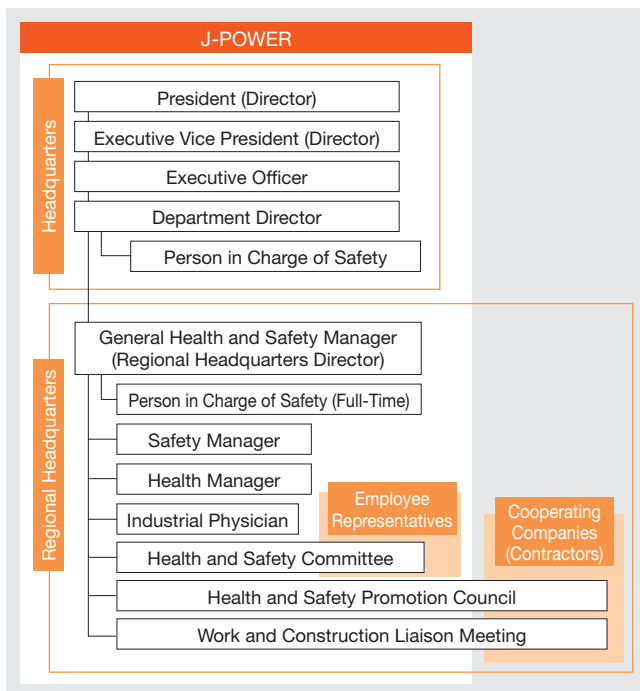 J-POWER
Headquarters
President (Director)
Executive Vice President (Director)
Executive Officer
Department Director
Person in Charge of Safety
Regional Headquarters
General Health and Safety Manager
(Regional Headquarters Director)
Person in Charge of Safety (Full-Time)
Safety Manager
Health Manager
Industrial Physician
Employee
Representatives
Cooperating
Companies
(Contractors)
Health and Safety Committee
Health and Safety Promotion Council
Work and Construction Liaison Meeting